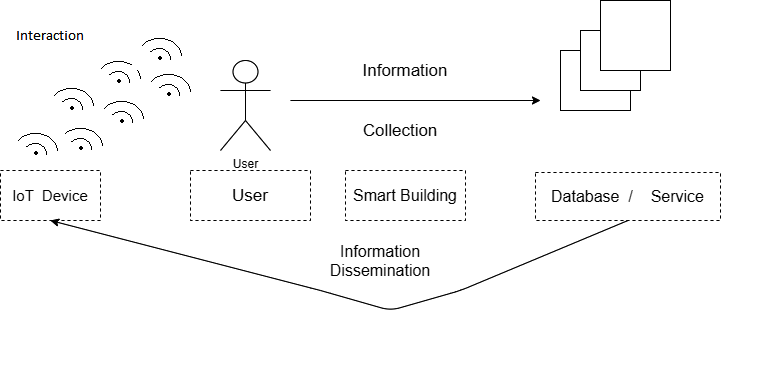 Interaction
Information
Collection
User
IoT Device
User
Smart Building
Database / Service
Information
Dissemination